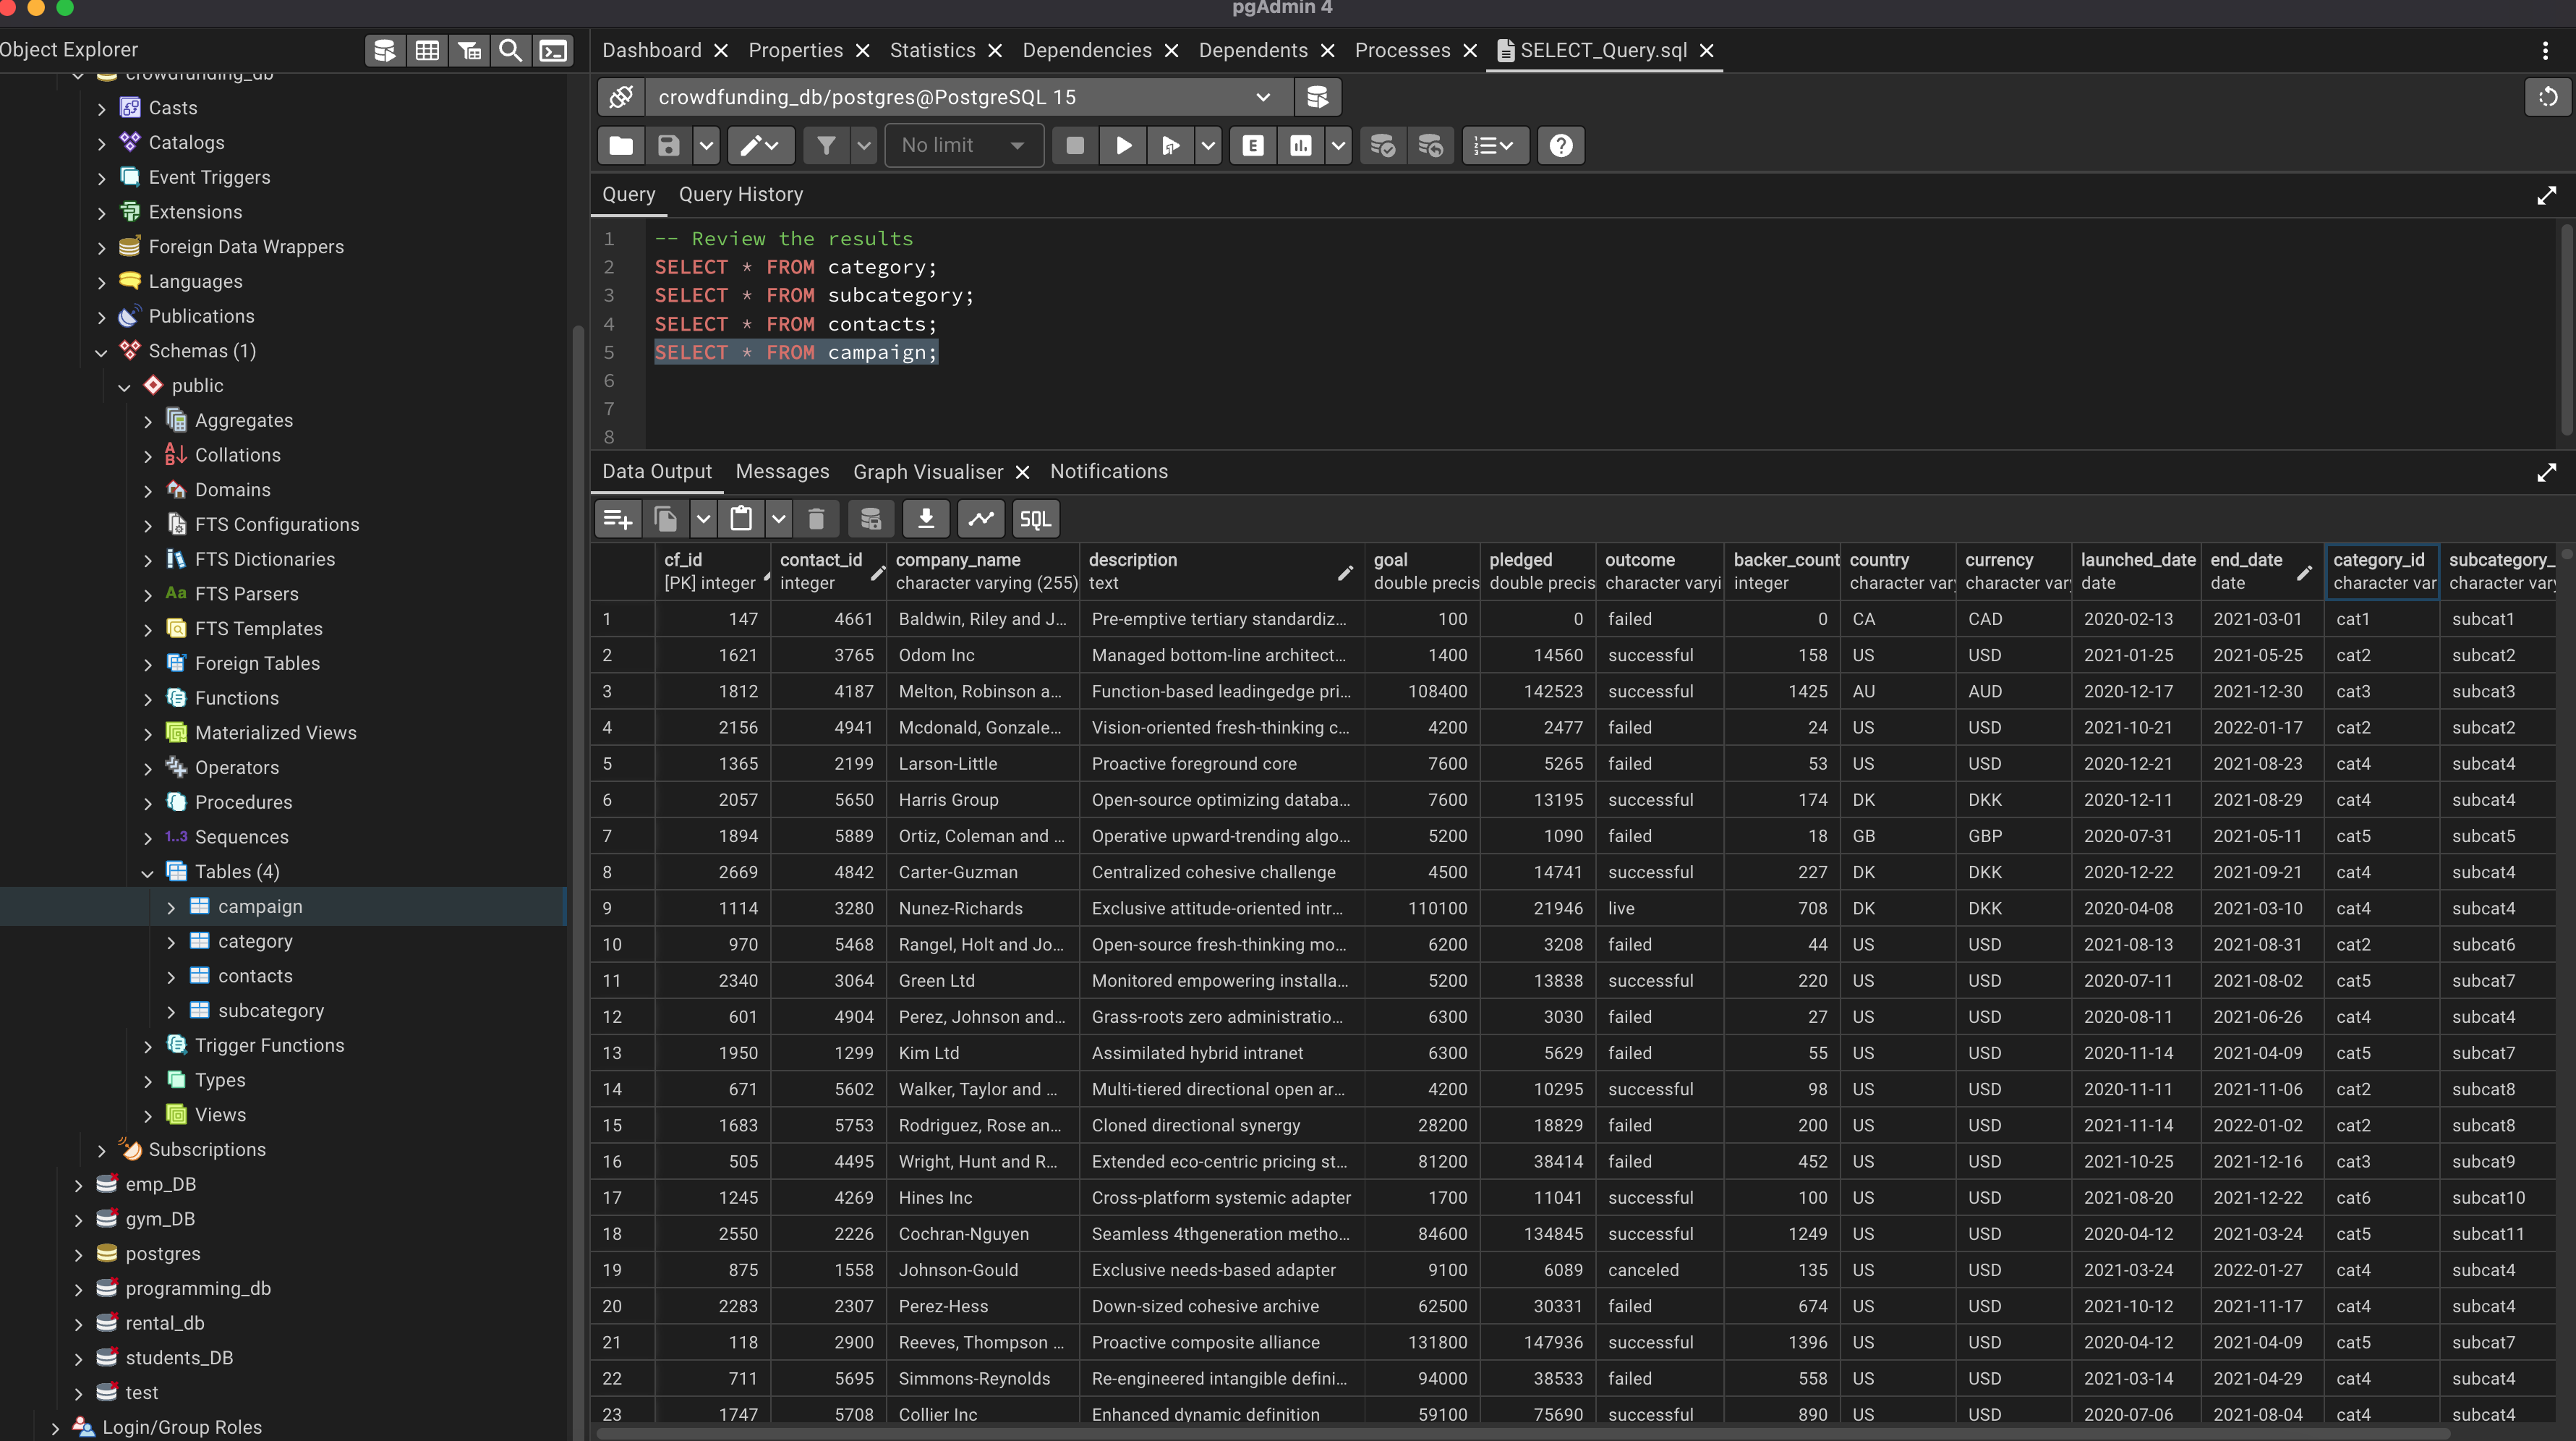 pgAdmin 4
Object Explorer
crowdfunding_db
Casts
Catalogs
Event Triggers
Extensions
Foreign Data Wrappers
Languages
Publications
Schemas (1)
public
Aggregates
Collations
Domains
FTS Configurations
FTS Dictionaries
Aa FTS Parsers
FTS Templates
Foreign Tables
Functions
Materialized Views
Operators
Procedures
1..3 Sequences
Tables (4)
campaign
category
contacts
subcategory
Trigger Functions
Types
Views
Subscriptions
emp_DB
gym_DB
postgres
programming_db
rental_db
students_DB
test
Login/Group Roles
Dashboard Properties Statistics Dependencies Dependents Processes SELECT_Query.sql
crowdfunding_db/postgres@PostgreSQL 15
No limit E
Query Query History
1 -- Review the results
2 SELECT * FROM category;
3 SELECT * FROM subcategory;
4 SELECT * FROM contacts;
5 SELECT * FROM campaign;
6
7
8
Data Output Messages Graph Visualiser Notifications
SQL
cf_id contact_id company_name description goal pledged outcome backer_count country currency launched_date end_date category_id subcategory_
[PK] integer integer character varying (255) text double precis double precis character varyi integer character vary character vary date date character var character vary
1 147 4661 Baldwin, Riley and J... Pre-emptive tertiary standardiz... 100 0 failed 0 CA CAD 2020-02-13 2021-03-01 cat1 subcat1
2 1621 3765 Odom Inc Managed bottom-line architect... 1400 14560 successful 158 US USD 2021-01-25 2021-05-25 cat2 subcat2
3 1812 4187 Melton, Robinson a... Function-based leadingedge pri... 108400 142523 successful 1425 AU AUD 2020-12-17 2021-12-30 cat3 subcat3
4 2156 4941 Mcdonald, Gonzale... Vision-oriented fresh-thinking c... 4200 2477 failed 24 US USD 2021-10-21 2022-01-17 cat2 subcat2
5 1365 2199 Larson-Little Proactive foreground core 7600 5265 failed 53 US USD 2020-12-21 2021-08-23 cat4 subcat4
6 2057 5650 Harris Group Open-source optimizing databa... 7600 13195 successful 174 DK DKK 2020-12-11 2021-08-29 cat4 subcat4
7 1894 5889 Ortiz, Coleman and ... Operative upward-trending algo... 5200 1090 failed 18 GB GBP 2020-07-31 2021-05-11 cat5 subcat5
8 2669 4842 Carter-Guzman Centralized cohesive challenge 4500 14741 successful 227 DK DKK 2020-12-22 2021-09-21 cat4 subcat4
9 1114 3280 Nunez-Richards Exclusive attitude-oriented intr... 110100 21946 live 708 DK DKK 2020-04-08 2021-03-10 cat4 subcat4
10 970 5468 Rangel, Holt and Jo... Open-source fresh-thinking mo... 6200 3208 failed 44 US USD 2021-08-13 2021-08-31 cat2 subcat6
11 2340 3064 Green Ltd Monitored empowering installa... 5200 13838 successful 220 US USD 2020-07-11 2021-08-02 cat5 subcat7
12 601 4904 Perez, Johnson and... Grass-roots zero administratio... 6300 3030 failed 27 US USD 2020-08-11 2021-06-26 cat4 subcat4
13 1950 1299 Kim Ltd Assimilated hybrid intranet 6300 5629 failed 55 US USD 2020-11-14 2021-04-09 cat5 subcat7
14 671 5602 Walker, Taylor and ... Multi-tiered directional open ar... 4200 10295 successful 98 US USD 2020-11-11 2021-11-06 cat2 subcat8
15 1683 5753 Rodriguez, Rose an... Cloned directional synergy 28200 18829 failed 200 US USD 2021-11-14 2022-01-02 cat2 subcat8
16 505 4495 Wright, Hunt and R... Extended eco-centric pricing st... 81200 38414 failed 452 US USD 2021-10-25 2021-12-16 cat3 subcat9
17 1245 4269 Hines Inc Cross-platform systemic adapter 1700 11041 successful 100 US USD 2021-08-20 2021-12-22 cat6 subcat10
18 2550 2226 Cochran-Nguyen Seamless 4thgeneration metho... 84600 134845 successful 1249 US USD 2020-04-12 2021-03-24 cat5 subcat11
19 875 1558 Johnson-Gould Exclusive needs-based adapter 9100 6089 canceled 135 US USD 2021-03-24 2022-01-27 cat4 subcat4
20 2283 2307 Perez-Hess Down-sized cohesive archive 62500 30331 failed 674 US USD 2021-10-12 2021-11-17 cat4 subcat4
21 118 2900 Reeves, Thompson ... Proactive composite alliance 131800 147936 successful 1396 US USD 2020-04-12 2021-04-09 cat5 subcat7
22 711 5695 Simmons-Reynolds Re-engineered intangible defini... 94000 38533 failed 558 US USD 2021-03-14 2021-04-29 cat4 subcat4
23 1747 5708 Collier Inc Enhanced dynamic definition 59100 75690 successful 890 US USD 2020-07-06 2021-08-04 cat4 subcat4